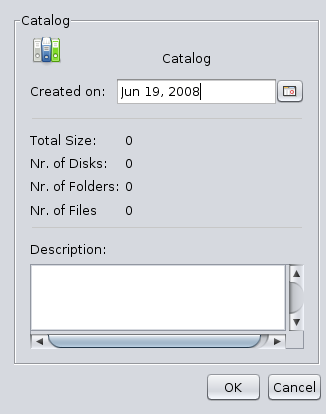 Catalog
Catalog
Created on: Jun 19, 2008
Total Size: 0
Nr. of Disks: 0
Nr. of Folders: 0
Nr. of Files 0
Description:
OK Cancel